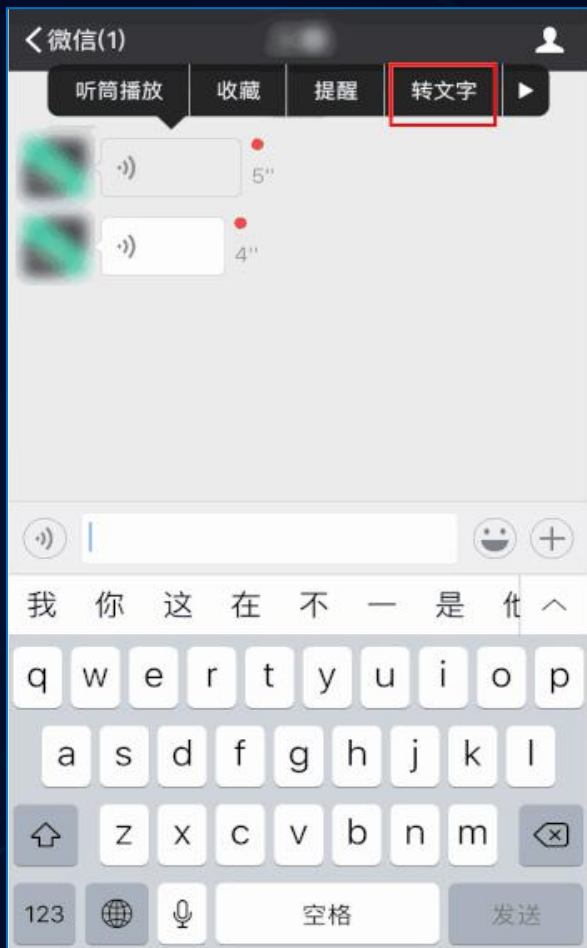 微信(1)
听筒播放 收藏 提醒 转文字
5''
4''
我 你 这 在 不 一 是
q w e r t y u i o p
a s d f g h j k l
z x c v b n m
123 空格 发送